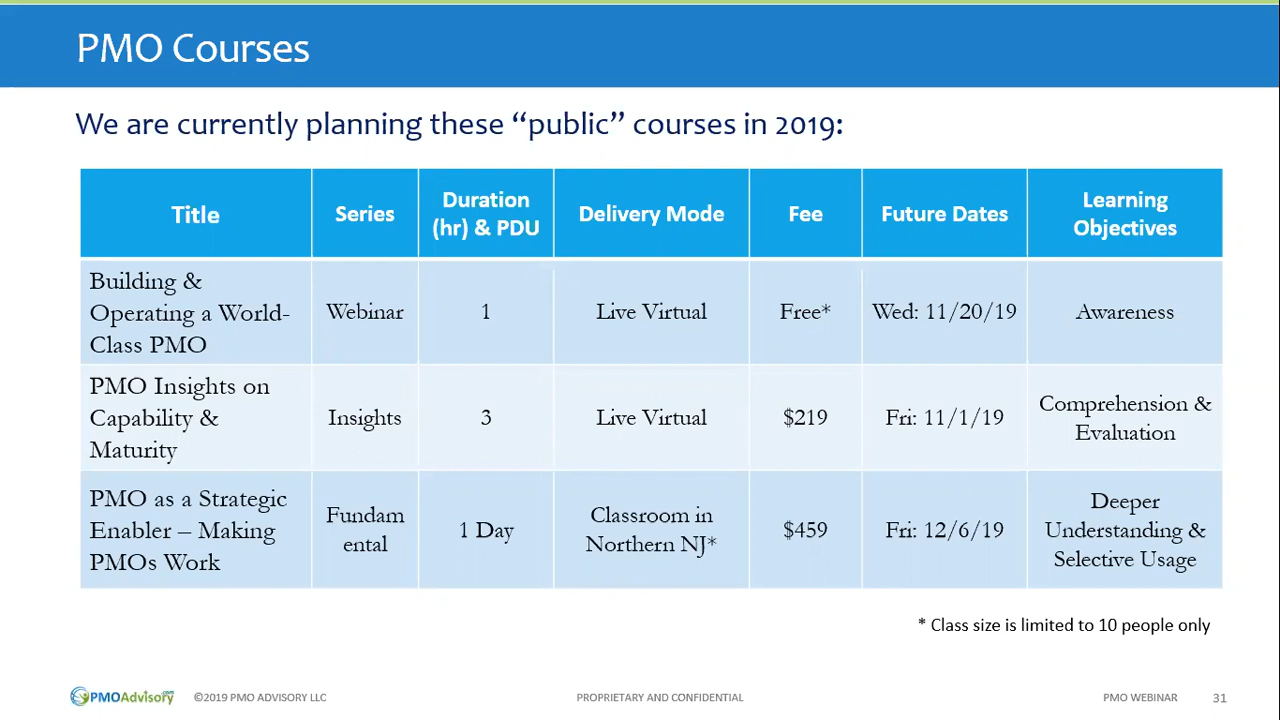 PMO Courses
We are currently planning these “public” courses in 2019:
Title
Series
Duration
(hr) & PDU
Delivery Mode
Fee
Future Dates
Learning
Objectives
Building &
Operating a World-
Class PMO
Webinar
1
Live Virtual
Free*
Wed: 11/20/19
Awareness
PMO Insights on
Capability &
Maturity
Insights
3
Live Virtual
$219
Fri: 11/1/19
Comprehension &
Evaluation
PMO as a Strategic
Enabler – Making
PMOs Work
Fundam
ental
1 Day
Classroom in
Northern NJ*
$459
Fri: 12/6/19
Deeper
Understanding &
Selective Usage
* Class size is limited to 10 people only
PMOAdvisory.com
©2019 PMO ADVISORY LLC
PROPRIETARY AND CONFIDENTIAL
PMO WEBINAR
31